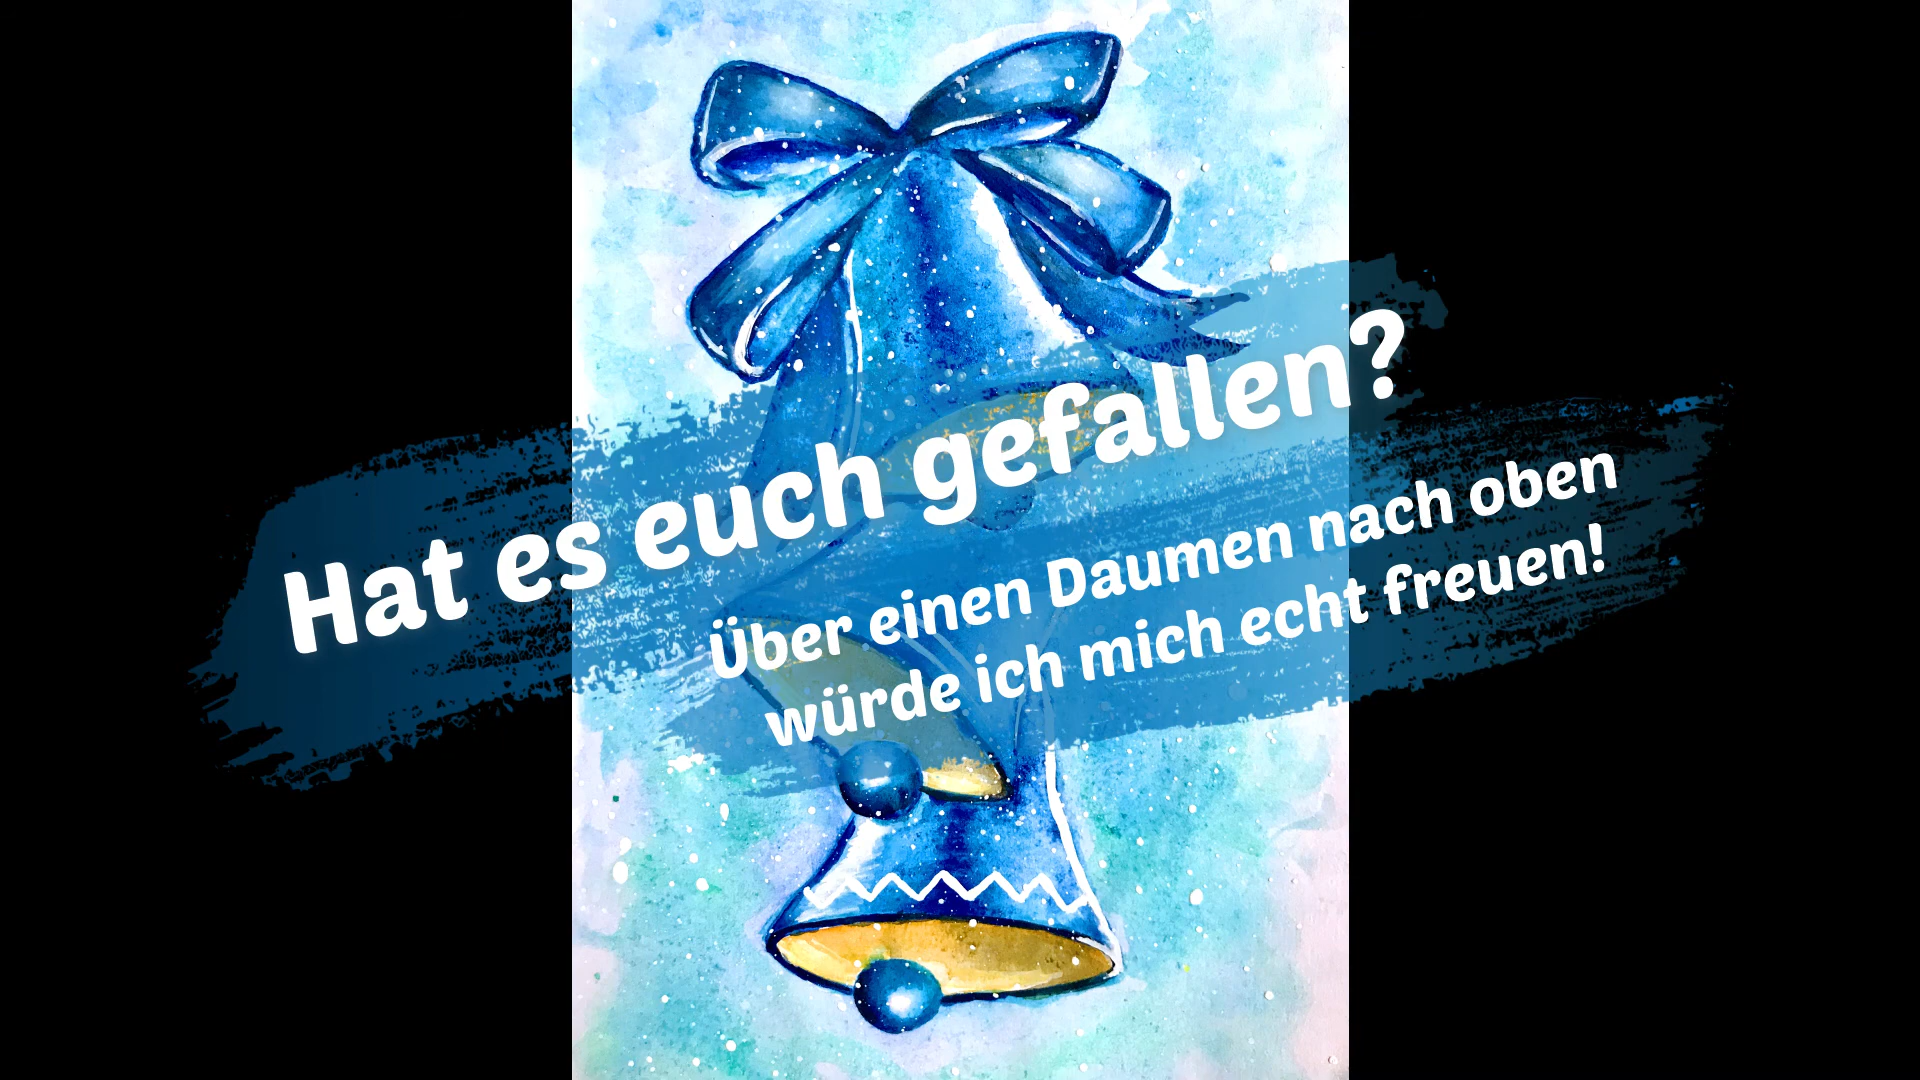 Hat es euch gefallen?
Über einen Daumen nach oben
würde ich mich echt freuen!